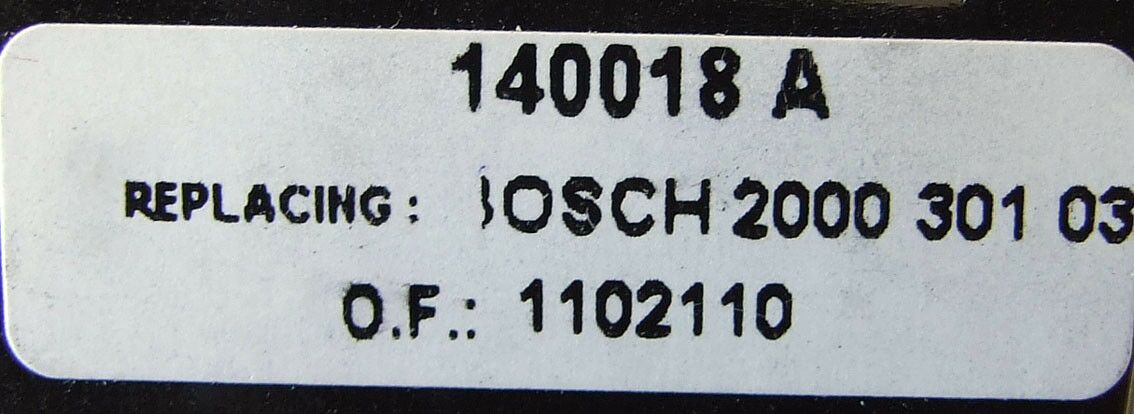 140018 A
REPLACING: BOSCH 2000 301 03
O.F.: 1102110